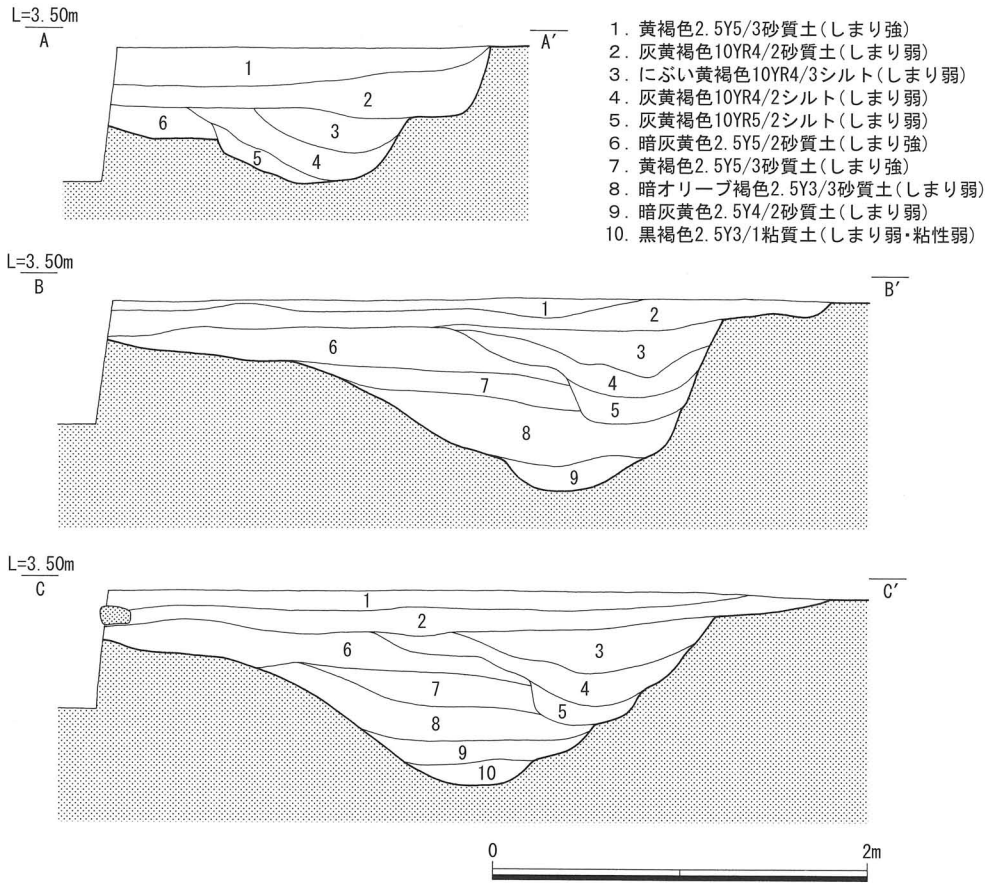 L=3.50m
A
A′
1
2
3
4
5
6
1. 黄褐色2.5Y5/3砂質土(しまり強)
2. 灰黄褐色10YR4/2砂質土(しまり弱)
3. にぶい黄褐色10YR4/3シルト(しまり弱)
4. 灰黄褐色10YR4/2シルト(しまり弱)
5. 灰黄褐色10YR5/2シルト(しまり弱)
6. 暗灰黄色2.5Y5/2砂質土(しまり強)
7. 黄褐色2.5Y5/3砂質土(しまり強)
8. 暗オリーブ褐色2.5Y3/3砂質土(しまり弱)
9. 暗灰黄色2.5Y4/2砂質土(しまり弱)
10. 黒褐色2.5Y3/1粘質土(しまり弱・粘性弱)
L=3.50m
B
B′
1
2
3
6
4
7
5
8
9
L=3.50m
C
C′
1
2
6
3
7
4
5
8
9
10
0
2m